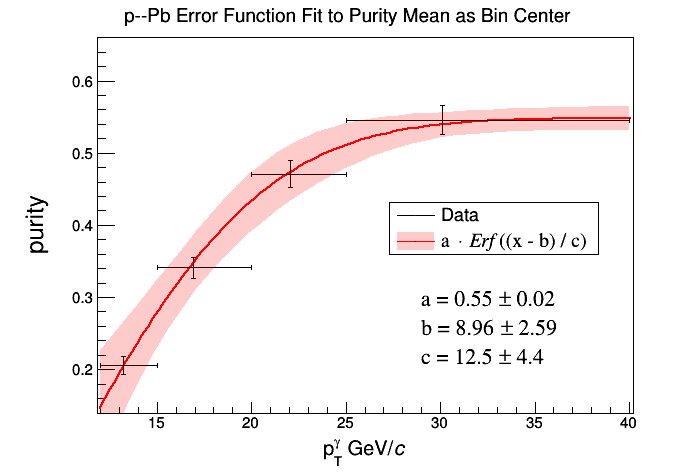 p--Pb Error Function Fit to Purity Mean as Bin Center
purity
0.6
0.5
0.4
0.3
0.2
Data
a · Erf ((x - b) / c)
a = 0.55 ± 0.02
b = 8.96 ± 2.59
c = 12.5 ± 4.4
15 20 25 30 35 40
p_T^γ GeV/c